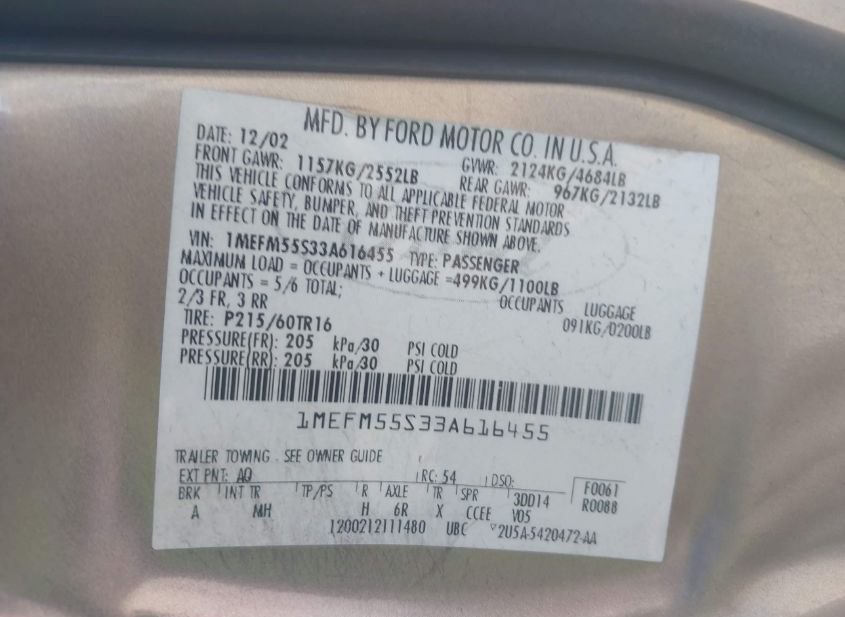 MFD. BY FORD MOTOR CO. IN U.S.A.
DATE: 12/02 GVWR: 2124KG/4684LB
FRONT GAWR: 1157KG/2552LB REAR GAWR: 967KG/2132LB
THIS VEHICLE CONFORMS TO ALL APPLICABLE FEDERAL MOTOR
VEHICLE SAFETY, BUMPER, AND THEFT PREVENTION STANDARDS
IN EFFECT ON THE DATE OF MANUFACTURE SHOWN ABOVE.
VIN: 1MEFM55S33A616455 TYPE: PASSENGER
MAXIMUM LOAD = OCCUPANTS + LUGGAGE =499KG/1100LB
OCCUPANTS = 5/6 TOTAL; OCCUPANTS LUGGAGE
2/3 FR, 3 RR 091KG/0200LB
TIRE: P215/60TR16
PRESSURE(FR): 205 kPa/30 PSI COLD
PRESSURE(RR): 205 kPa/30 PSI COLD
1MEFM55S33A616455
TRAILER TOWING - SEE OWNER GUIDE
EXT PNT: AQ RC: 54 DSO: F0061
BRK INT TR TP/PS R AXLE TR SPR 3DD14 R0088
A MH H 6R X CCEE V05
1200212111480 UBC 2U5A-5420472-AA